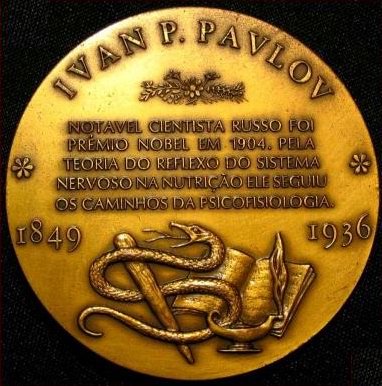 IVAN P. PAVLOV
NOTAVEL CIENTISTA RUSSO FOI
PRÉMIO NOBEL EM 1904. PELA
TEORIA DO REFLEXO DO SISTEMA
NERVOSO NA NUTRIÇÃO ELE SEGUIU
OS CAMINHOS DA PSICOFISIOLOGIA.
1849
1936